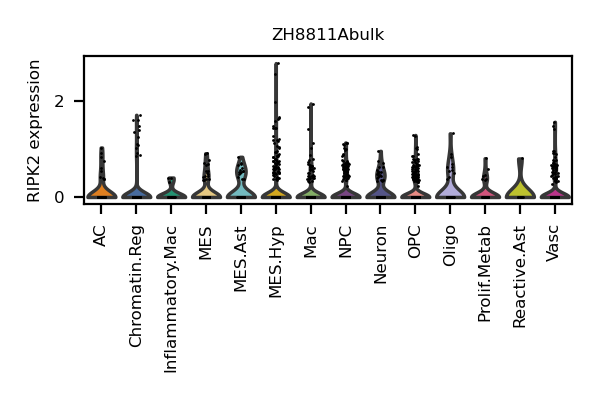 ZH8811Abulk
RIPK2 expression
2
0
AC
Chromatin.Reg
Inflammatory.Mac
MES
MES.Ast
MES.Hyp
Mac
NPC
Neuron
OPC
Oligo
Prolif.Metab
Reactive.Ast
Vasc